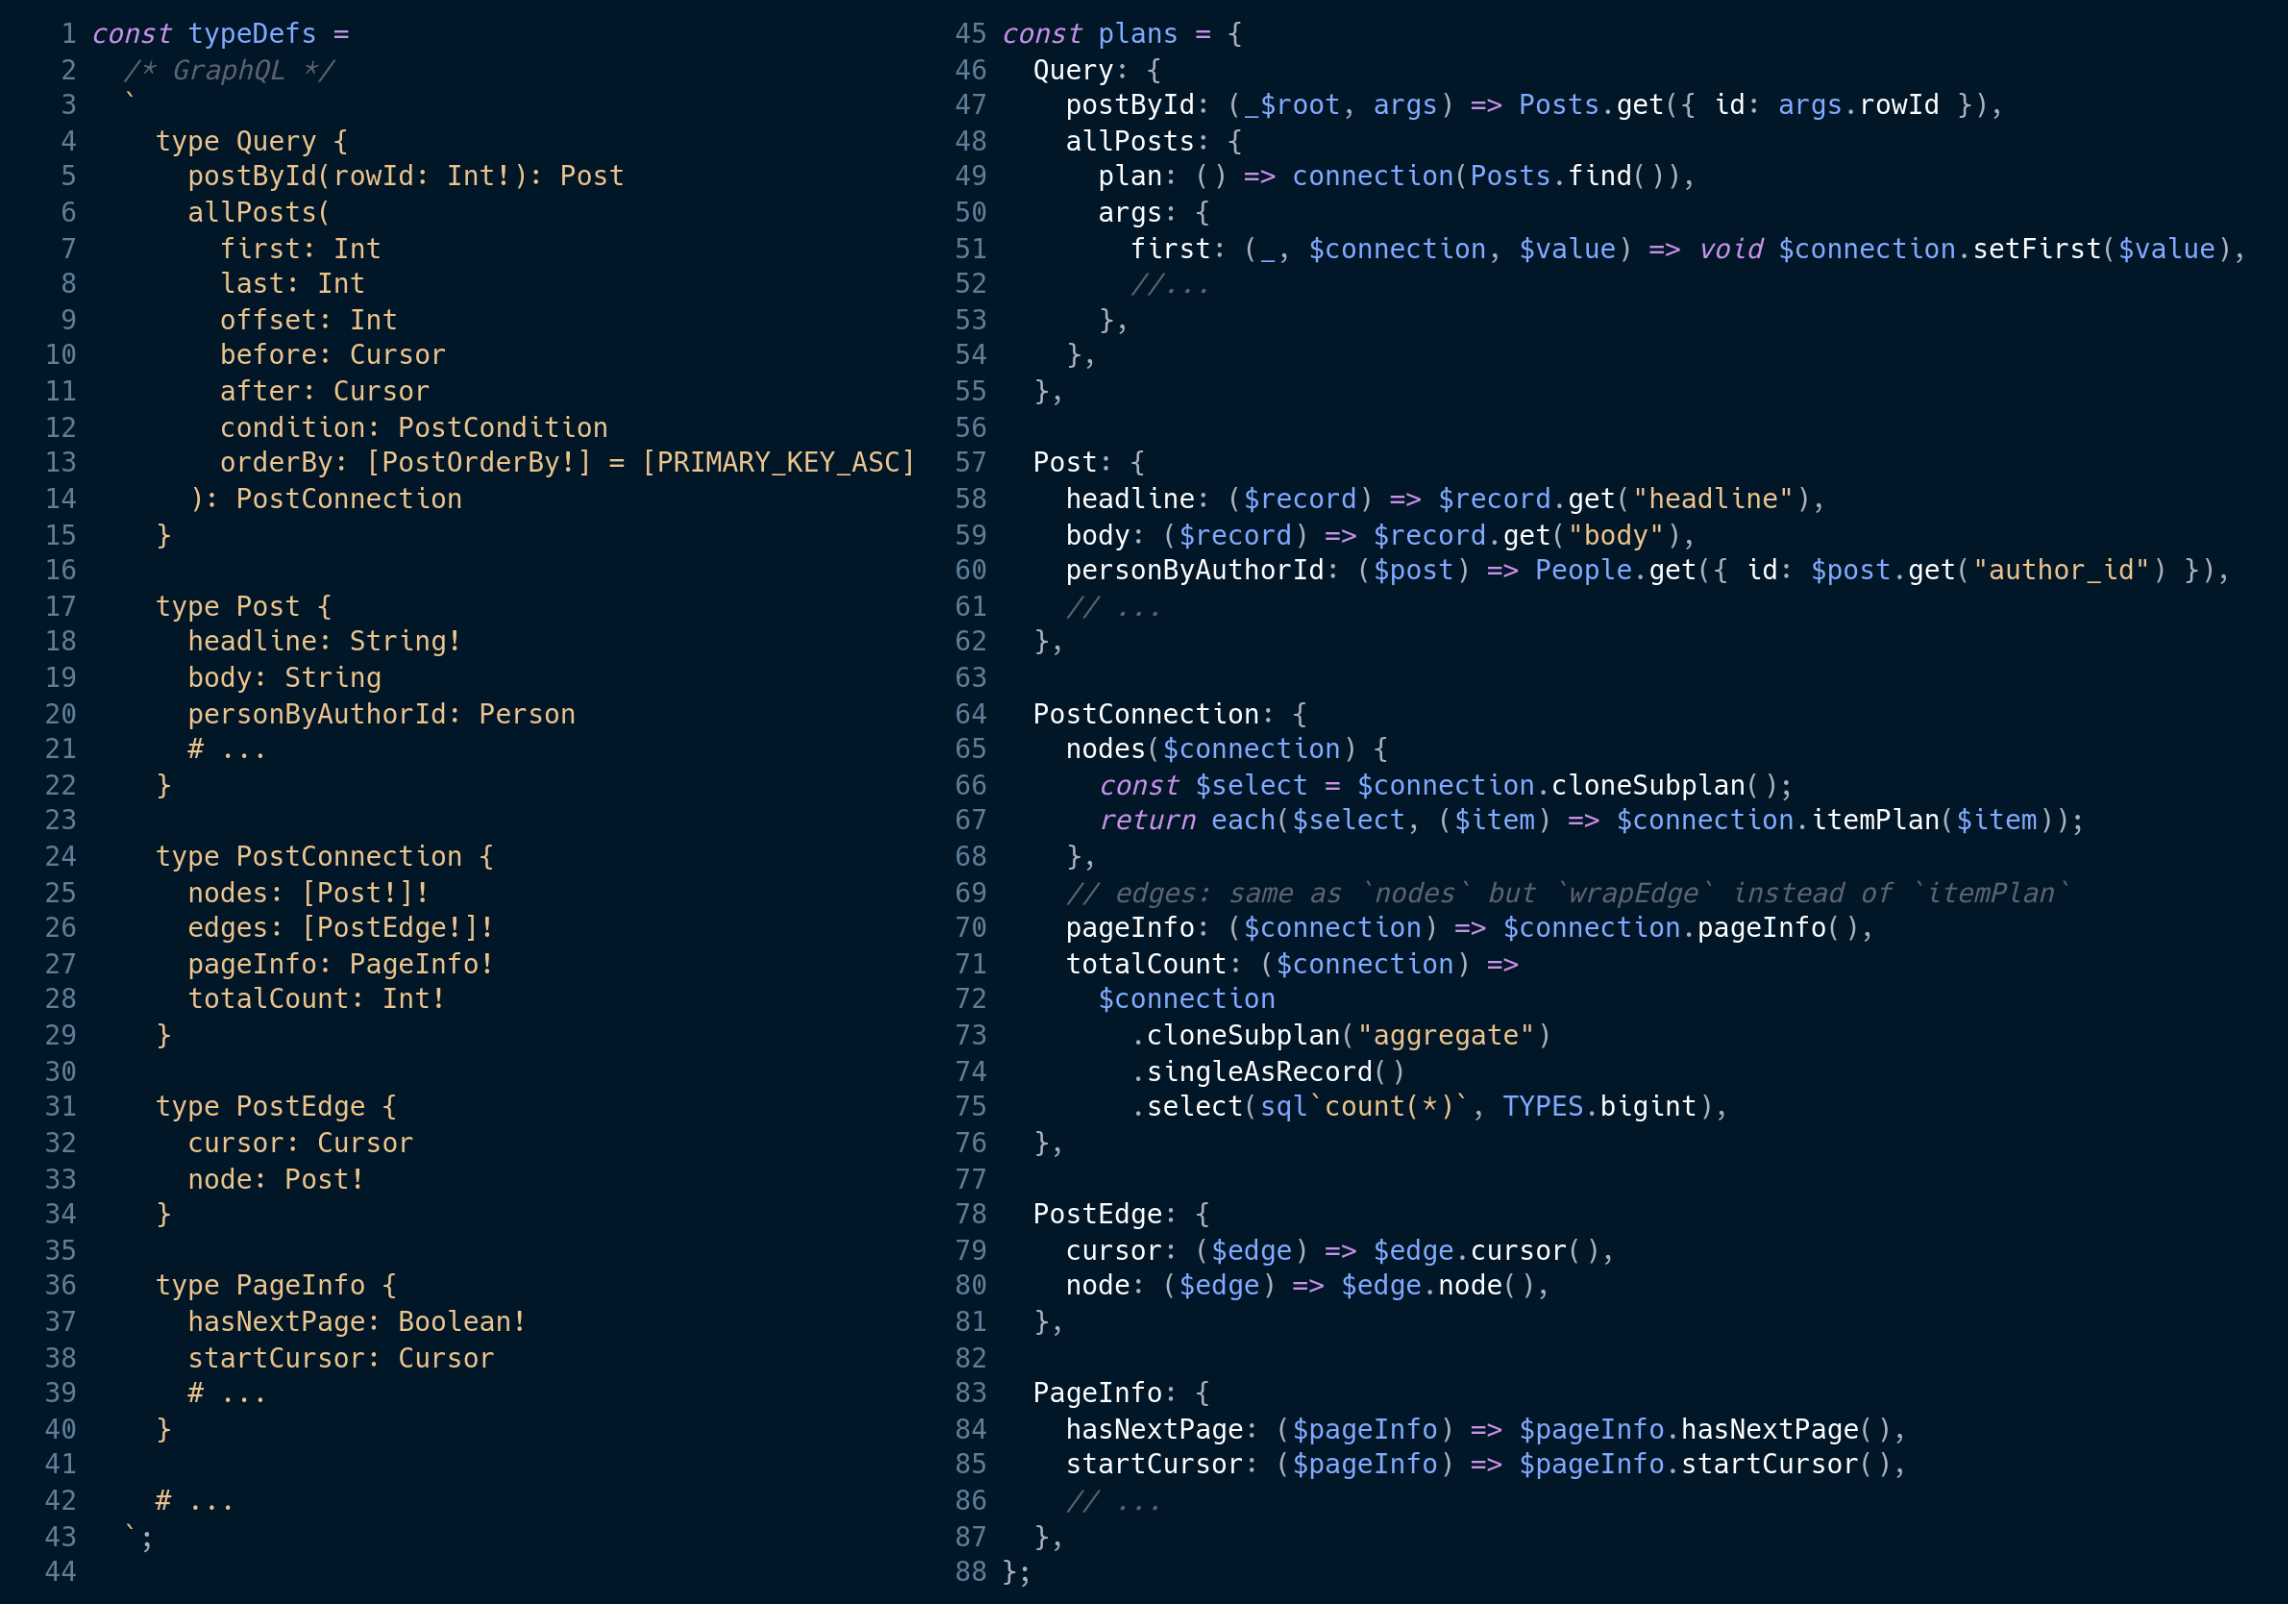 1 const typeDefs =
2   /* GraphQL */
3   `
4     type Query {
5       postById(rowId: Int!): Post
6       allPosts(
7         first: Int
8         last: Int
9         offset: Int
10         before: Cursor
11         after: Cursor
12         condition: PostCondition
13         orderBy: [PostOrderBy!] = [PRIMARY_KEY_ASC]
14       ): PostConnection
15     }
16
17     type Post {
18       headline: String!
19       body: String
20       personByAuthorId: Person
21       # ...
22     }
23
24     type PostConnection {
25       nodes: [Post!]!
26       edges: [PostEdge!]!
27       pageInfo: PageInfo!
28       totalCount: Int!
29     }
30
31     type PostEdge {
32       cursor: Cursor
33       node: Post!
34     }
35
36     type PageInfo {
37       hasNextPage: Boolean!
38       startCursor: Cursor
39       # ...
40     }
41
42     # ...
43   `;
44
45 const plans = {
46   Query: {
47     postById: (_$root, args) => Posts.get({ id: args.rowId }),
48     allPosts: {
49       plan: () => connection(Posts.find()),
50       args: {
51         first: (_, $connection, $value) => void $connection.setFirst($value),
52         //...
53       },
54     },
55   },
56
57   Post: {
58     headline: ($record) => $record.get("headline"),
59     body: ($record) => $record.get("body"),
60     personByAuthorId: ($post) => People.get({ id: $post.get("author_id") }),
61     // ...
62   },
63
64   PostConnection: {
65     nodes($connection) {
66       const $select = $connection.cloneSubplan();
67       return each($select, ($item) => $connection.itemPlan($item));
68     },
69     // edges: same as `nodes` but `wrapEdge` instead of `itemPlan`
70     pageInfo: ($connection) => $connection.pageInfo(),
71     totalCount: ($connection) =>
72       $connection
73         .cloneSubplan("aggregate")
74         .singleAsRecord()
75         .select(sql`count(*)`, TYPES.bigint),
76   },
77
78   PostEdge: {
79     cursor: ($edge) => $edge.cursor(),
80     node: ($edge) => $edge.node(),
81   },
82
83   PageInfo: {
84     hasNextPage: ($pageInfo) => $pageInfo.hasNextPage(),
85     startCursor: ($pageInfo) => $pageInfo.startCursor(),
86     // ...
87   },
88 };